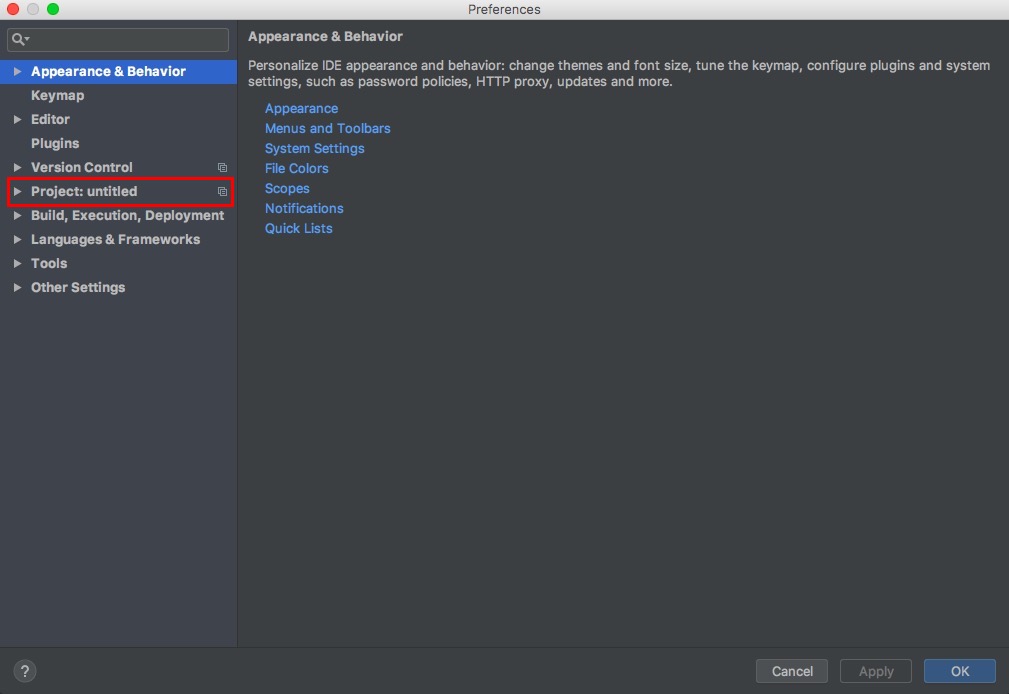 Preferences
Appearance & Behavior
Keymap
Editor
Plugins
Version Control
Project: untitled
Build, Execution, Deployment
Languages & Frameworks
Tools
Other Settings
Appearance & Behavior
Personalize IDE appearance and behavior: change themes and font size, tune the keymap, configure plugins and system
settings, such as password policies, HTTP proxy, updates and more.
Appearance
Menus and Toolbars
System Settings
File Colors
Scopes
Notifications
Quick Lists
?
Cancel
Apply
OK